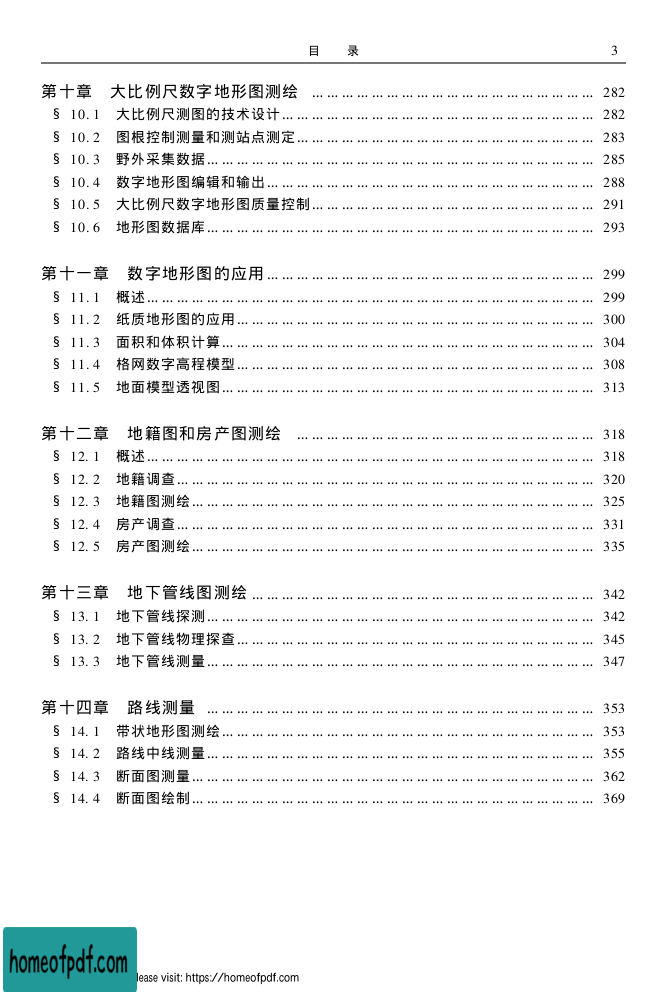 目 录 3
第十章 大比例尺数字地形图测绘 …………………………………………………… 282
§ 10.1 大比例尺测图的技术设计…………………………………………………… 282
§ 10.2 图根控制测量和测站点测定…………………………………………………… 283
§ 10.3 野外采集数据…………………………………………………… 285
§ 10.4 数字地形图编辑和输出…………………………………………………… 288
§ 10.5 大比例尺数字地形图质量控制…………………………………………………… 291
§ 10.6 地形图数据库…………………………………………………… 293
第十一章 数字地形图的应用…………………………………………………… 299
§ 11.1 概述…………………………………………………… 299
§ 11.2 纸质地形图的应用…………………………………………………… 300
§ 11.3 面积和体积计算…………………………………………………… 304
§ 11.4 格网数字高程模型…………………………………………………… 308
§ 11.5 地面模型透视图…………………………………………………… 313
第十二章 地籍图和房产图测绘 …………………………………………………… 318
§ 12.1 概述…………………………………………………… 318
§ 12.2 地籍调查…………………………………………………… 320
§ 12.3 地籍图测绘…………………………………………………… 325
§ 12.4 房产调查…………………………………………………… 331
§ 12.5 房产图测绘…………………………………………………… 335
第十三章 地下管线图测绘 …………………………………………………… 342
§ 13.1 地下管线探测…………………………………………………… 342
§ 13.2 地下管线物理探查…………………………………………………… 345
§ 13.3 地下管线测量…………………………………………………… 347
第十四章 路线测量 …………………………………………………… 353
§ 14.1 带状地形图测绘…………………………………………………… 353
§ 14.2 路线中线测量…………………………………………………… 355
§ 14.3 断面图测量…………………………………………………… 362
§ 14.4 断面图绘制…………………………………………………… 369
homeofpdf.com
lease visit: https://homeofpdf.com